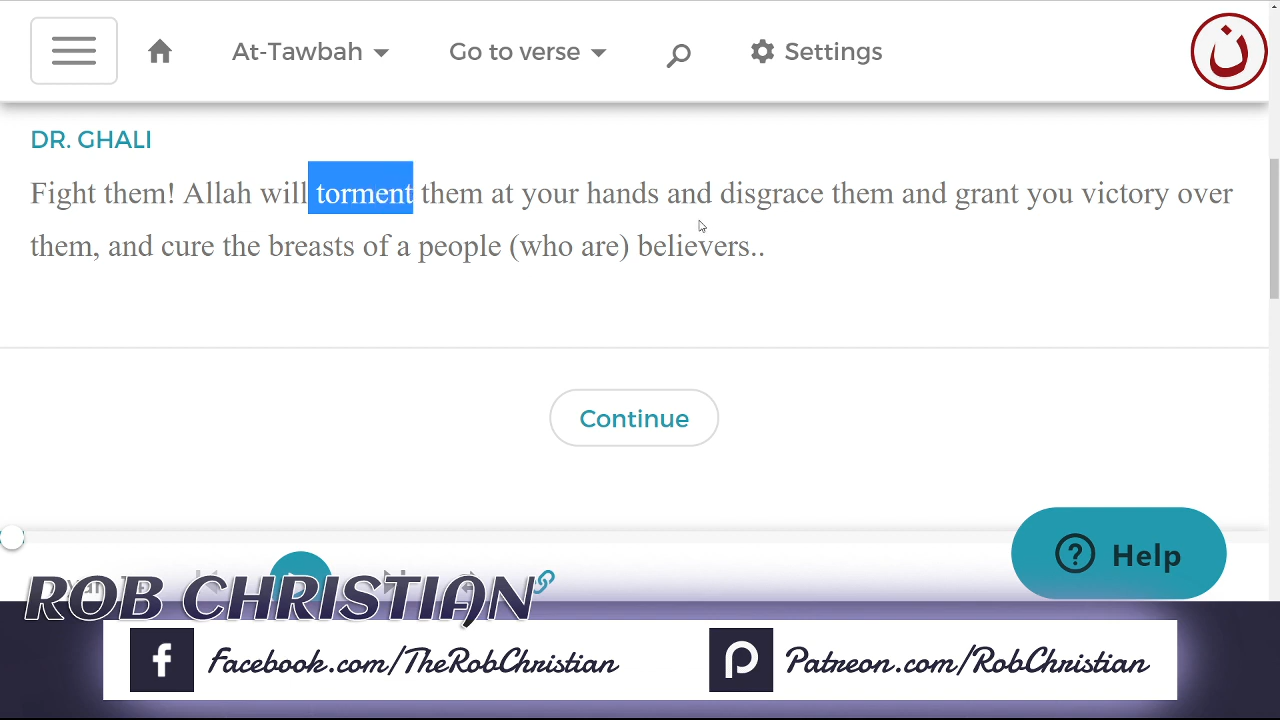 At-Tawbah
Go to verse
Settings
ن
DR. GHALI
Fight them! Allah will torment them at your hands and disgrace them and grant you victory over
them, and cure the breasts of a people (who are) believers..
Continue
Help
ROB CHRISTIAN
Facebook.com/TheRobChristian
Patreon.com/RobChristian